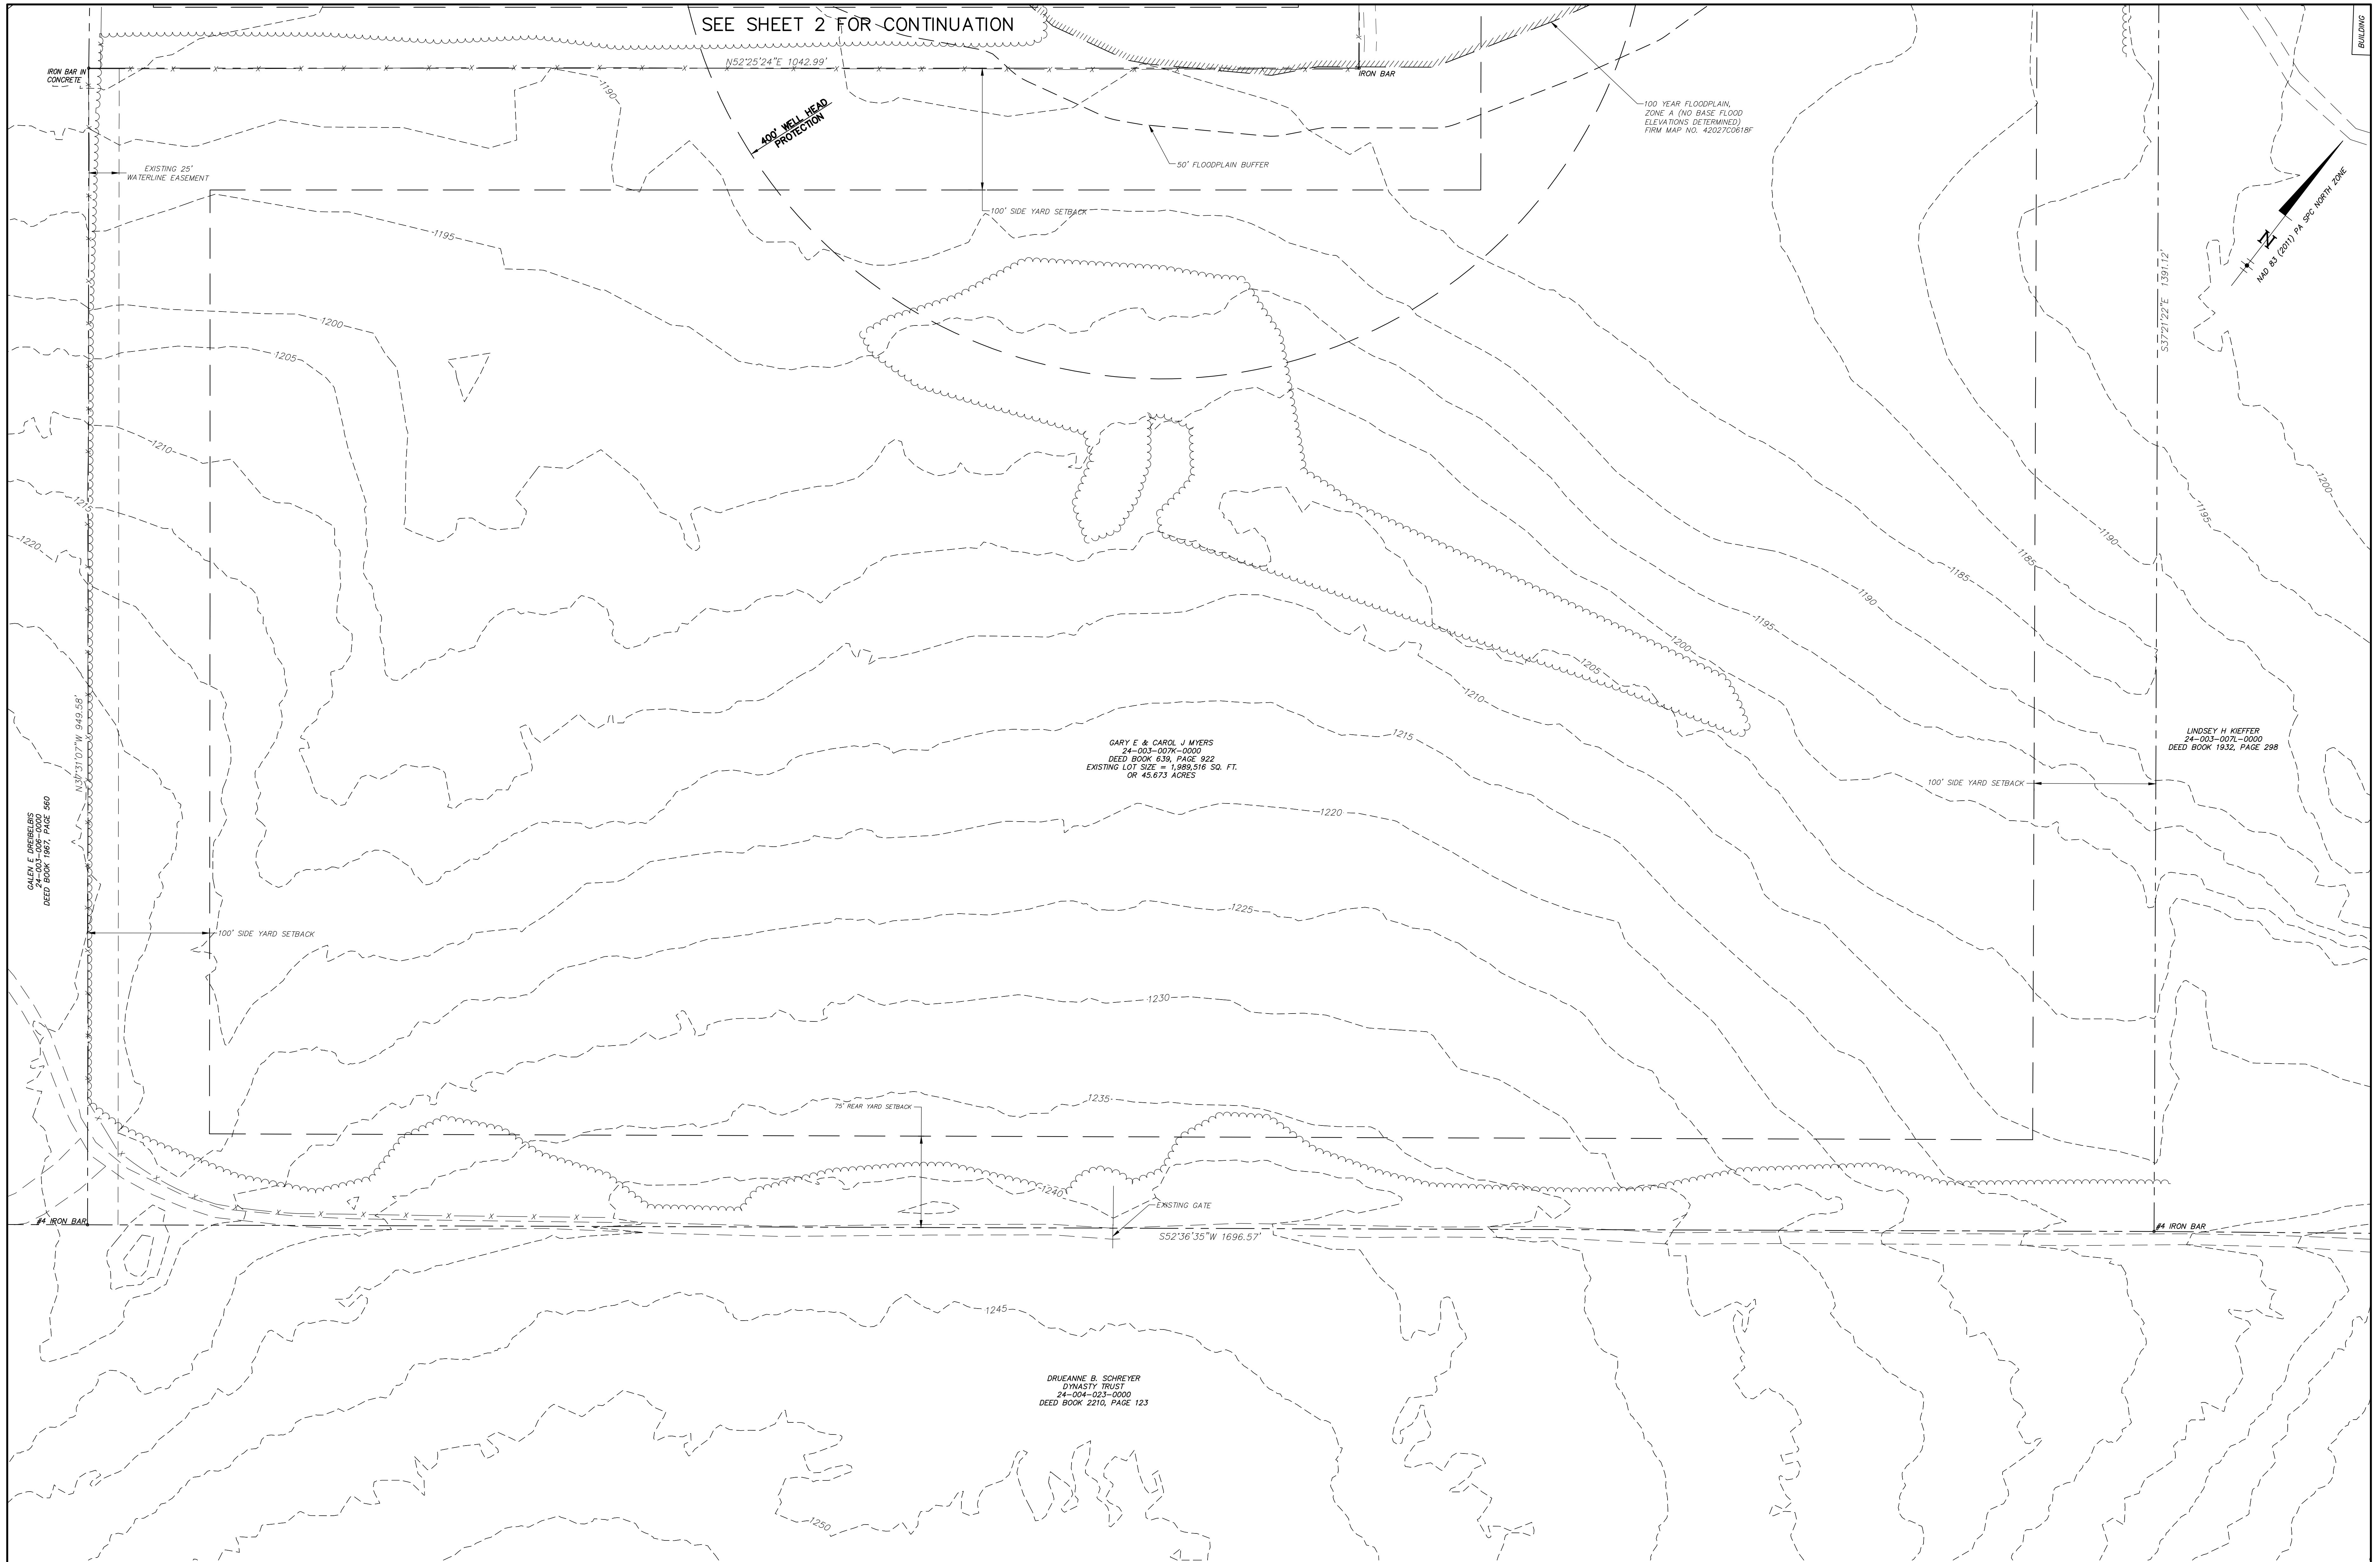 SEE SHEET 2 FOR CONTINUATION
BUILDING
IRON BAR IN
CONCRETE
N52°25'24"E 1042.99'
IRON BAR
1190
400' WELL HEAD
PROTECTION
100 YEAR FLOODPLAIN,
ZONE A (NO BASE FLOOD
ELEVATIONS DETERMINED)
FIRM MAP NO. 42027C0618F
50' FLOODPLAIN BUFFER
EXISTING 25'
WATERLINE EASEMENT
100' SIDE YARD SETBACK
N
NAD 83 (2011) PA SPC NORTH ZONE
S37°21'22"E 1391.12'
1195
1200
1205
1210
1215
1220
1200
1195
1190
1185
1185
1190
1195
1200
1205
1210
1215
GARY E & CAROL J MYERS
24-003-007K-0000
DEED BOOK 639, PAGE 922
EXISTING LOT SIZE = 1,989,516 SQ. FT.
OR 45.673 ACRES
LINDSEY H KIEFFER
24-003-007L-0000
DEED BOOK 1932, PAGE 298
100' SIDE YARD SETBACK
N37°31'07"W 949.58'
GALEN E DREIBELBIS
24-003-006-0000
DEED BOOK 1967, PAGE 560
1220
1225
100' SIDE YARD SETBACK
1230
1235
75' REAR YARD SETBACK
1240
EXISTING GATE
#4 IRON BAR
S52°36'35"W 1696.57'
#4 IRON BAR
1245
DRUEANNE B. SCHREYER
DYNASTY TRUST
24-004-023-0000
DEED BOOK 2210, PAGE 123
1250